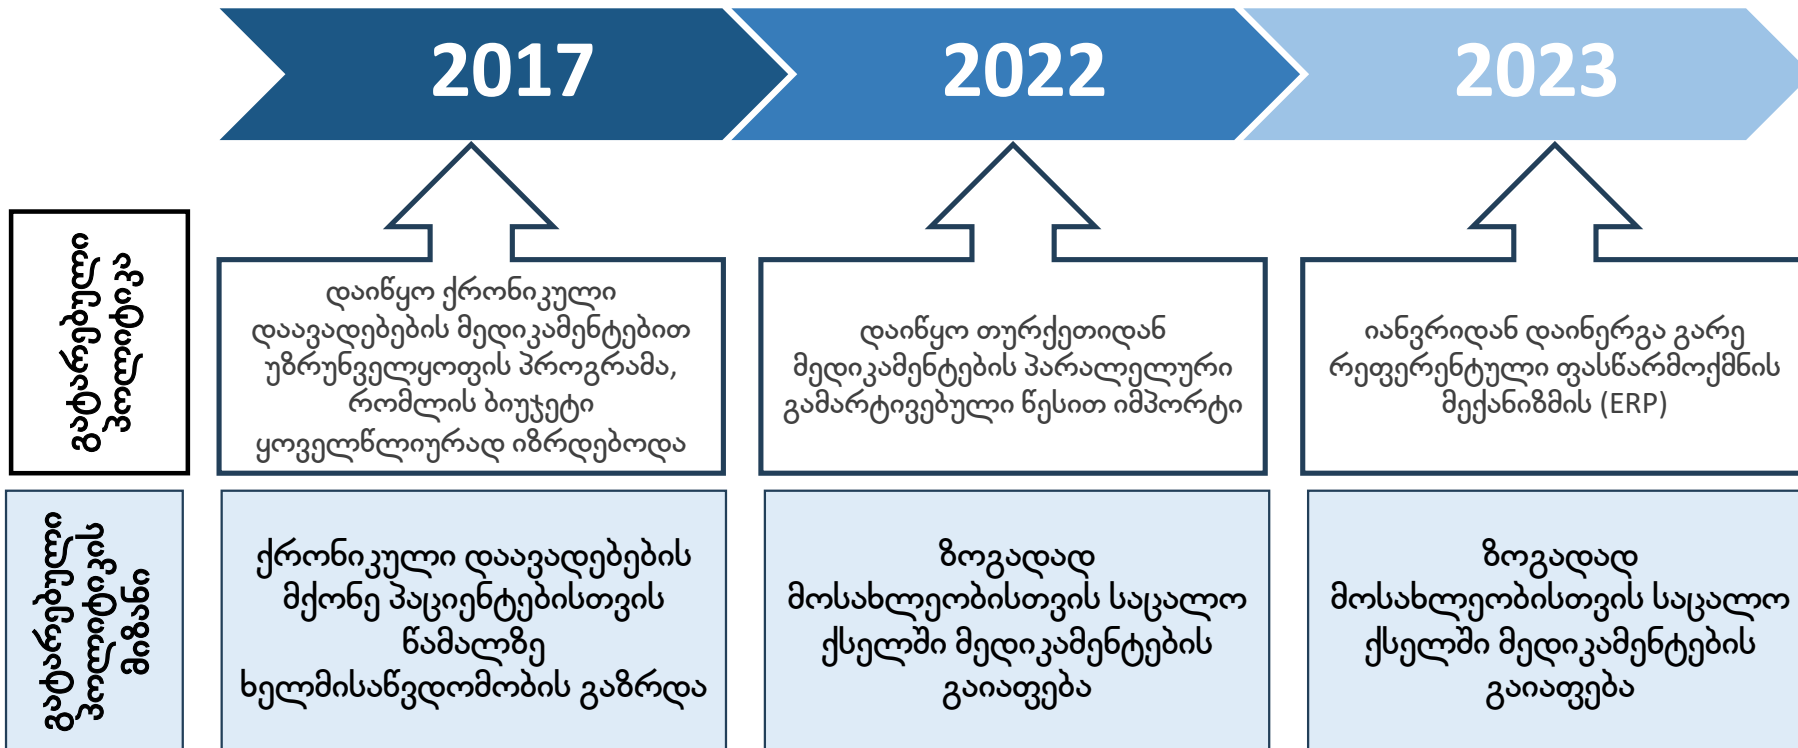 2017
2022
2023
გატარებული
პოლიტიკა
დაიწყო ქრონიკული
დაავადებების მედიკამენტებით
უზრუნველყოფის პროგრამა,
რომლის ბიუჯეტი
ყოველწლიურად იზრდებოდა
დაიწყო თურქეთიდან
მედიკამენტების პარალელური
გამარტივებული წესით იმპორტი
იანვრიდან დაინერგა გარე
რეფერენტული ფასწარმოქმნის
მექანიზმის (ERP)
გატარებული
პოლიტიკის
მიზანი
ქრონიკული დაავადებების
მქონე პაციენტებისთვის
წამალზე
ხელმისაწვდომობის გაზრდა
ზოგადად
მოსახლეობისთვის საცალო
ქსელში მედიკამენტების
გაიაფება
ზოგადად
მოსახლეობისთვის საცალო
ქსელში მედიკამენტების
გაიაფება